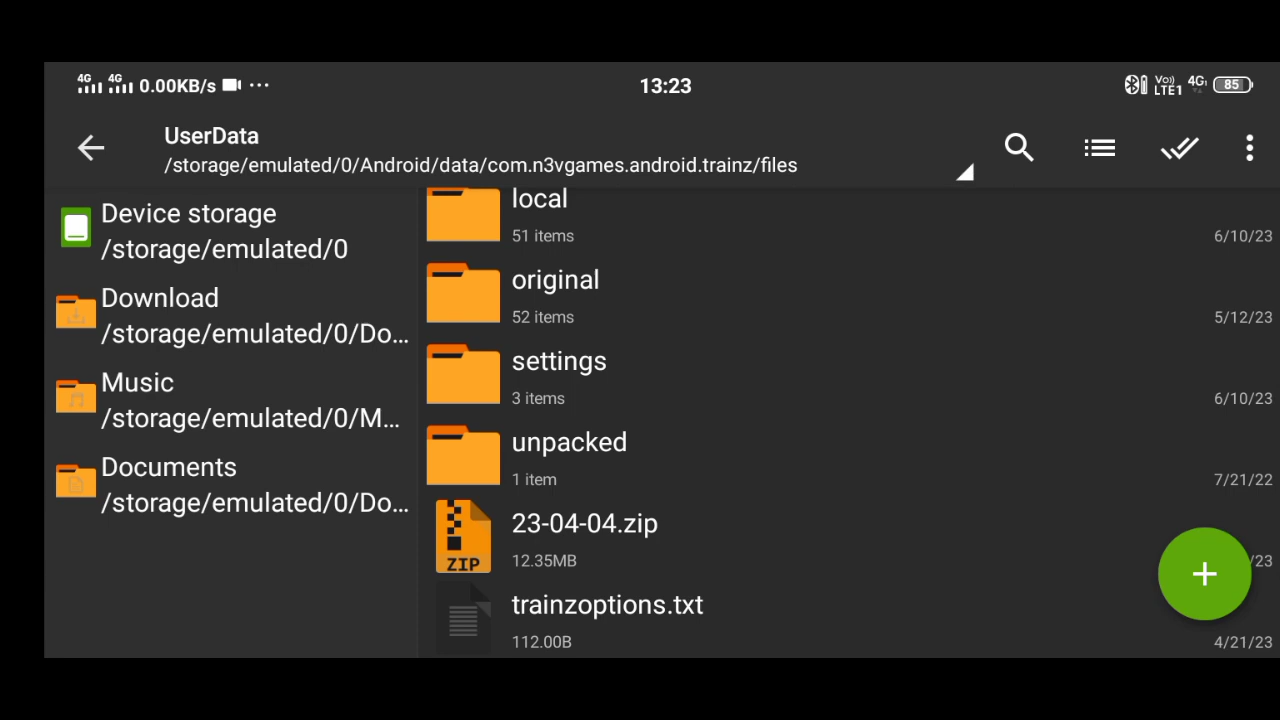 4G 4G 0.00KB/s ...
13:23
Vo)) LTE1 4G 85
UserData
/storage/emulated/0/Android/data/com.n3vgames.android.trainz/files
Device storage
/storage/emulated/0
Download
/storage/emulated/0/Do...
Music
/storage/emulated/0/M...
Documents
/storage/emulated/0/Do...
local
51 items
6/10/23
original
52 items
5/12/23
settings
3 items
6/10/23
unpacked
1 item
7/21/22
ZIP
23-04-04.zip
12.35MB
/23
trainzoptions.txt
112.00B
4/21/23